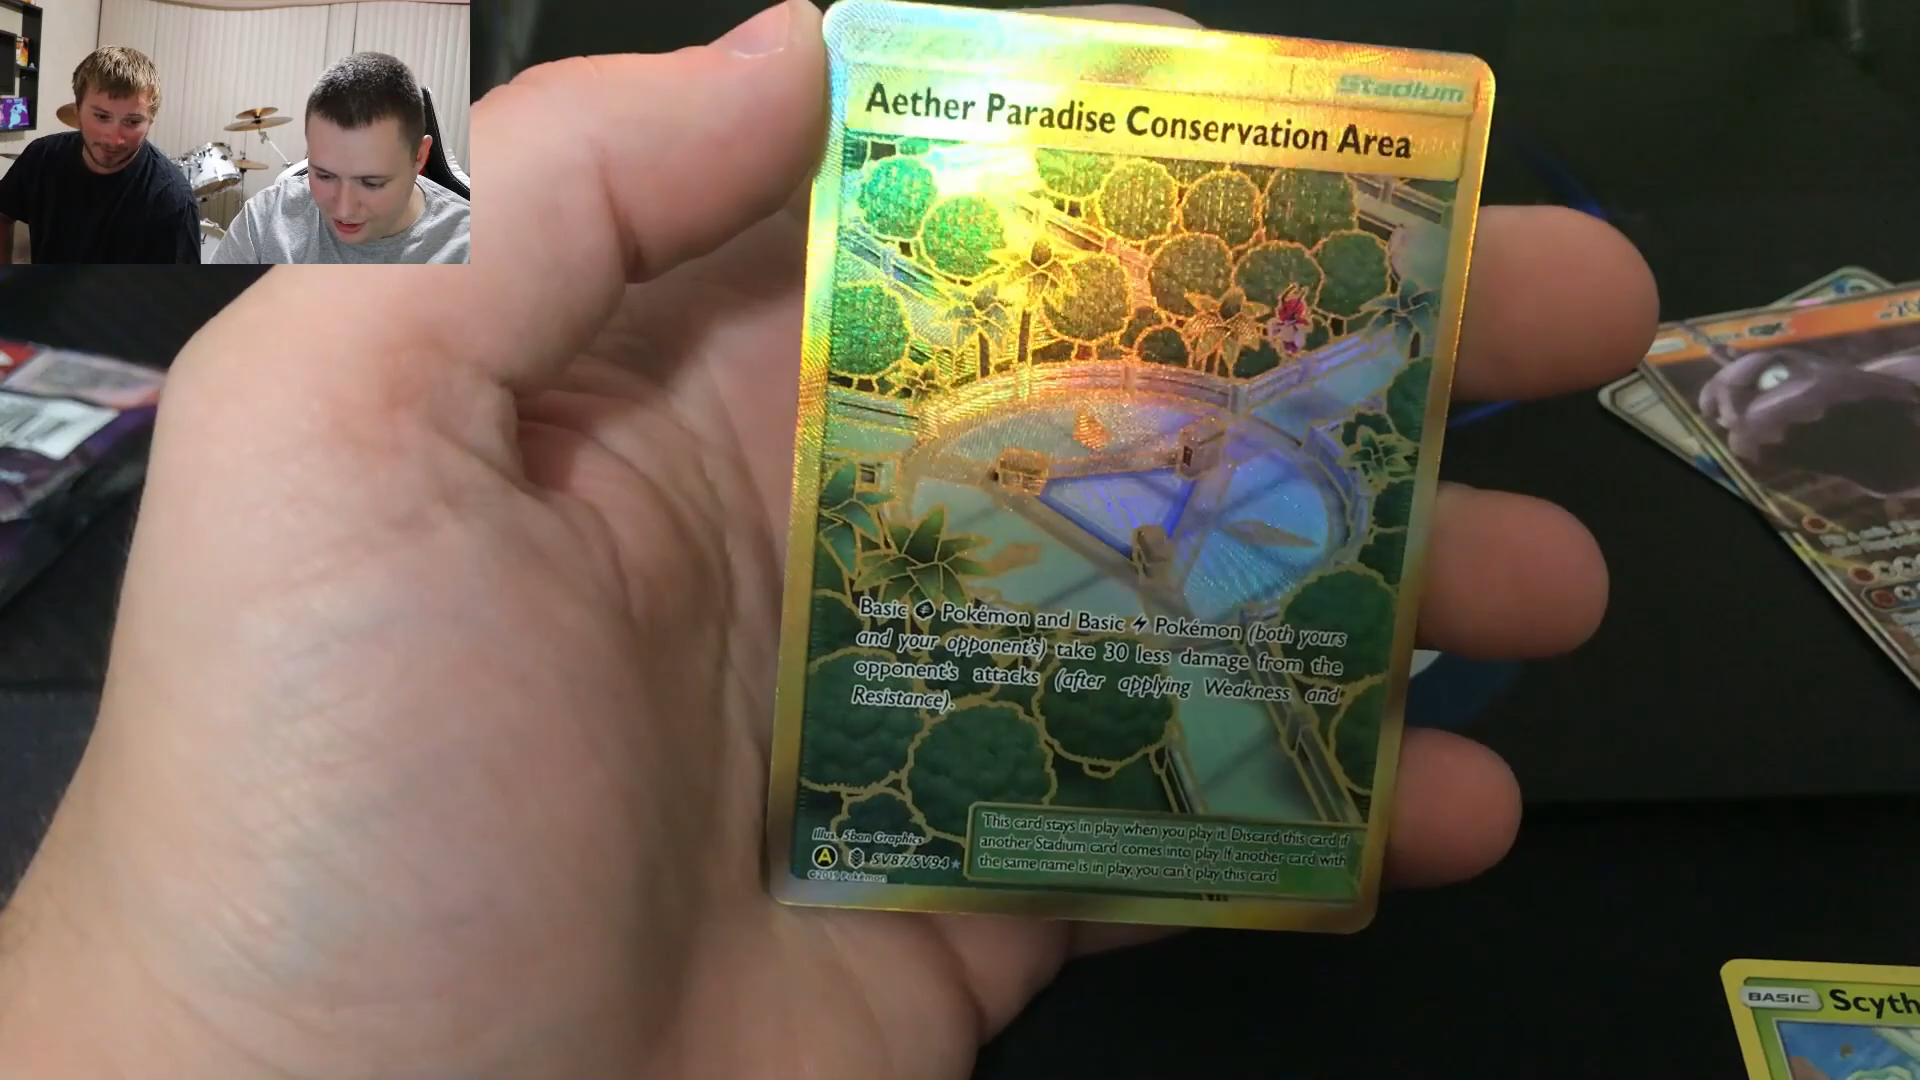 Stadium
Aether Paradise Conservation Area
Basic Pokémon and Basic Pokémon (both yours
and your opponent's) take 30 less damage from the
opponent's attacks (after applying Weakness and
Resistance).
This card stays in play when you play it. Discard this card if
another Stadium card comes into play. If another card with
the same name is in play, you can't play this card
Illus. 5ban Graphics
A SV87/SV94
©2019 Pokémon
BASIC Scyth